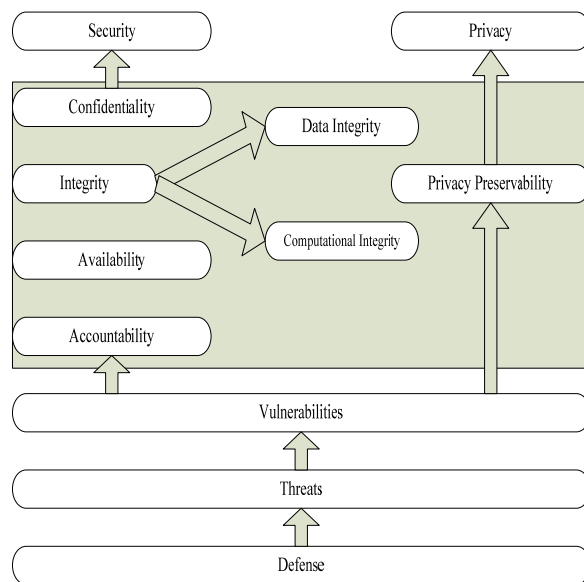 Security
Privacy
Confidentiality
Data Integrity
Integrity
Privacy Preservability
Computational Integrity
Availability
Accountability
Vulnerabilities
Threats
Defense